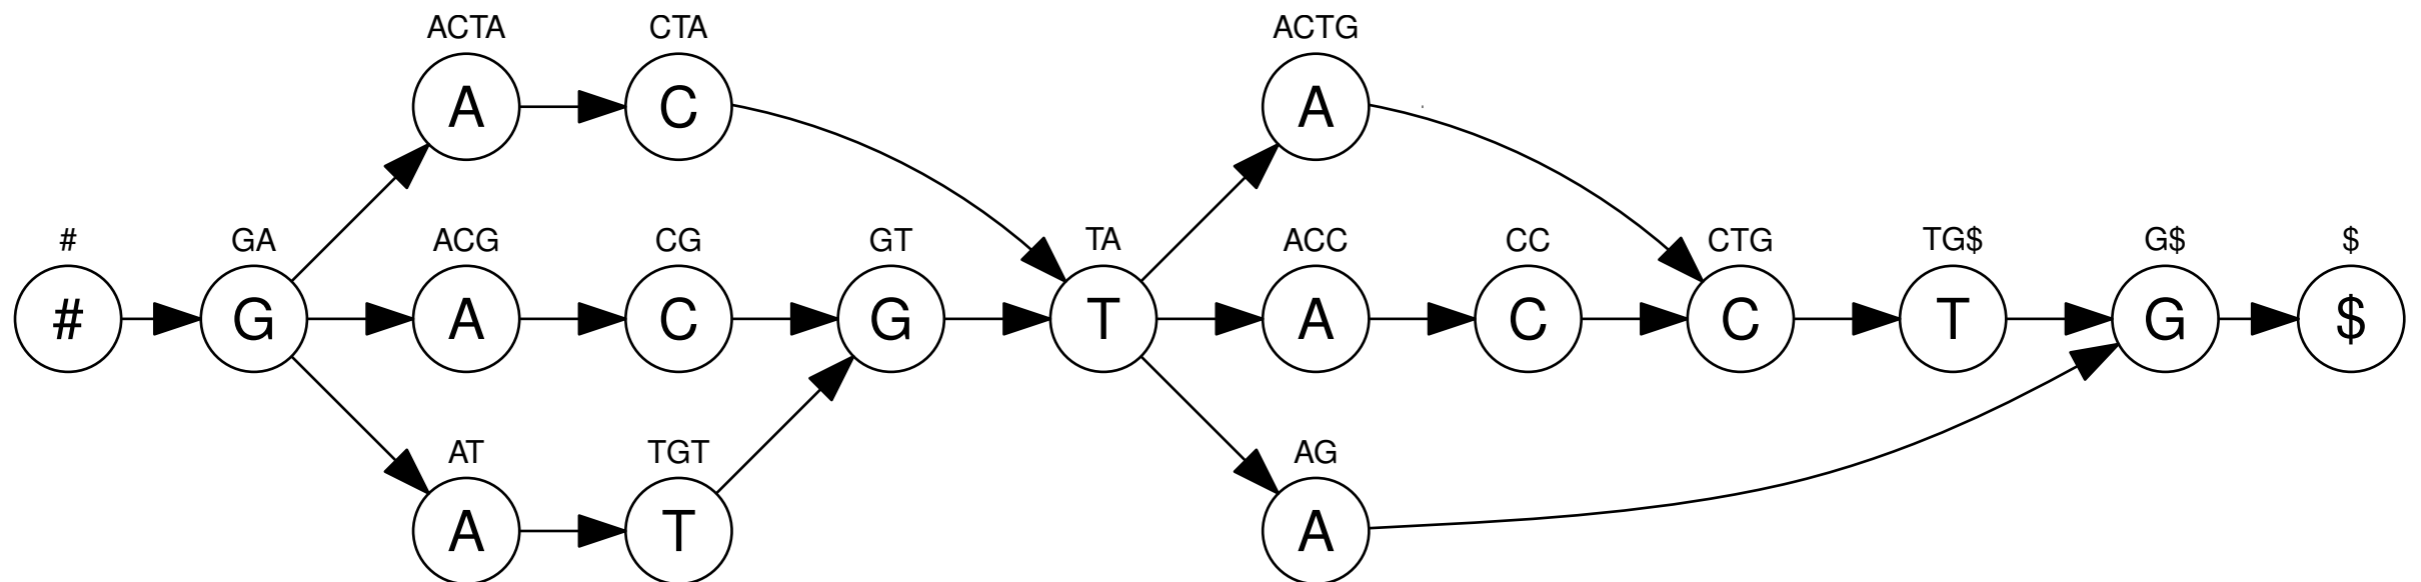 ACTA CTA ACTG
A C A
# GA ACG CG GT TA ACC CC CTG TG$ G$ $
# G A C G T A C C T G $
AT TGT AG
A T A